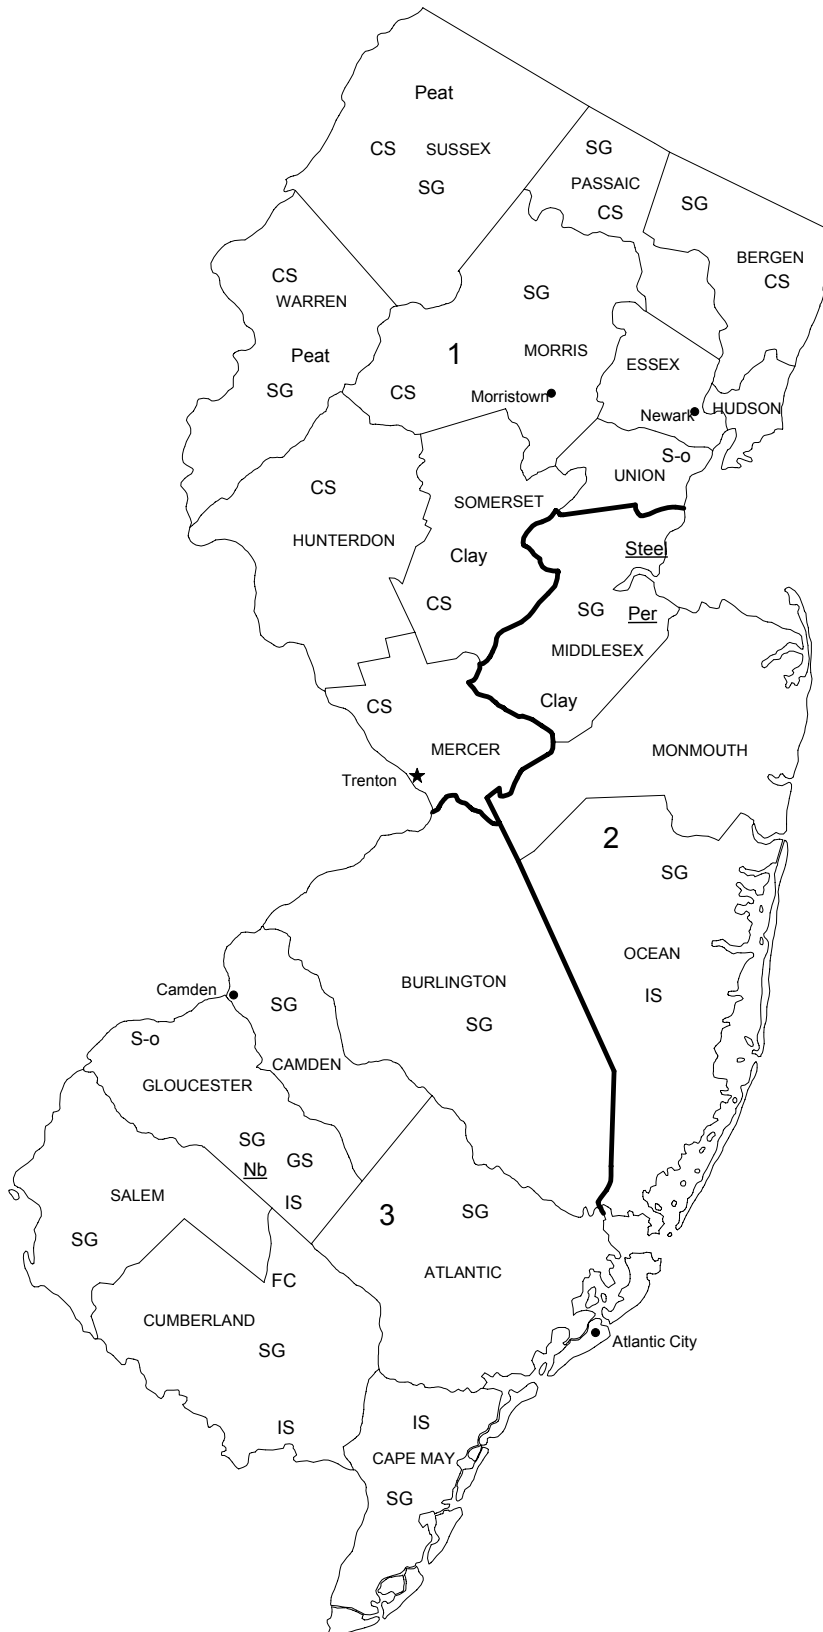 Peat
CS SUSSEX
SG
SG
PASSAIC
CS
SG
BERGEN
CS
CS
WARREN
Peat
SG
SG
1 MORRIS
CS Morristown
ESSEX
Newark HUDSON
S-o
UNION
CS
HUNTERDON
SOMERSET
Clay
CS
Steel
SG Per
MIDDLESEX
Clay
CS
MERCER
Trenton
MONMOUTH
2
SG
OCEAN
IS
BURLINGTON
SG
Camden
SG
CAMDEN
S-o
GLOUCESTER
SG GS
Nb
IS
SALEM
SG
3 SG
ATLANTIC
Atlantic City
FC
CUMBERLAND
SG
IS
IS
CAPE MAY
SG